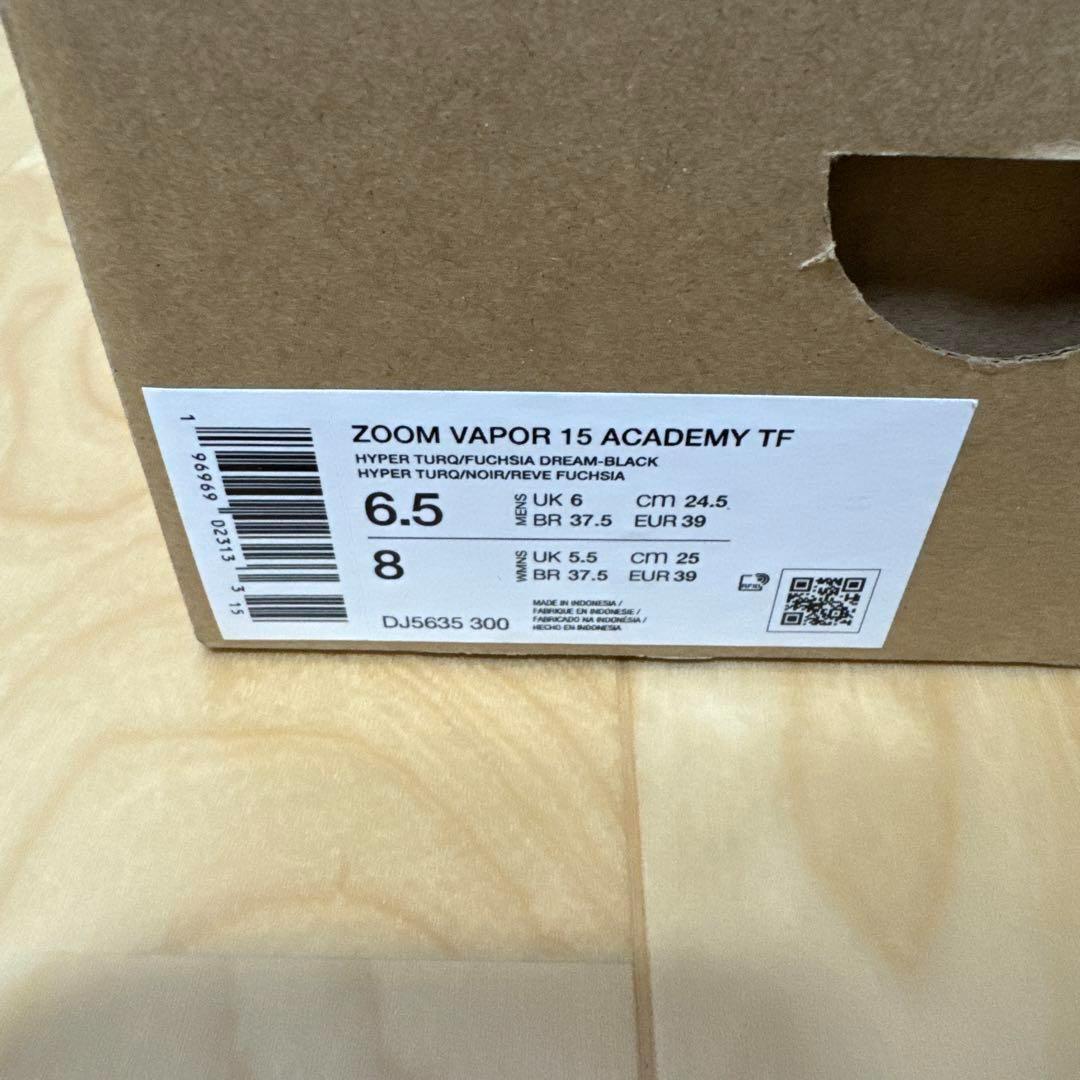 ZOOM VAPOR 15 ACADEMY TF
HYPER TURQ/FUCHSIA DREAM-BLACK
HYPER TURQ/NOIR/REVE FUCHSIA
6.5 MENS UK 6 cm 24.5
BR 37.5 EUR 39
8 WMNS UK 5.5 cm 25
BR 37.5 EUR 39
DJ5635 300
MADE IN INDONESIA /
FABRIQUE EN INDONESIE /
FABRICADO NA INDONÉSIA /
HECHO EN INDONESIA
RFID
1 96969 02313 3 15